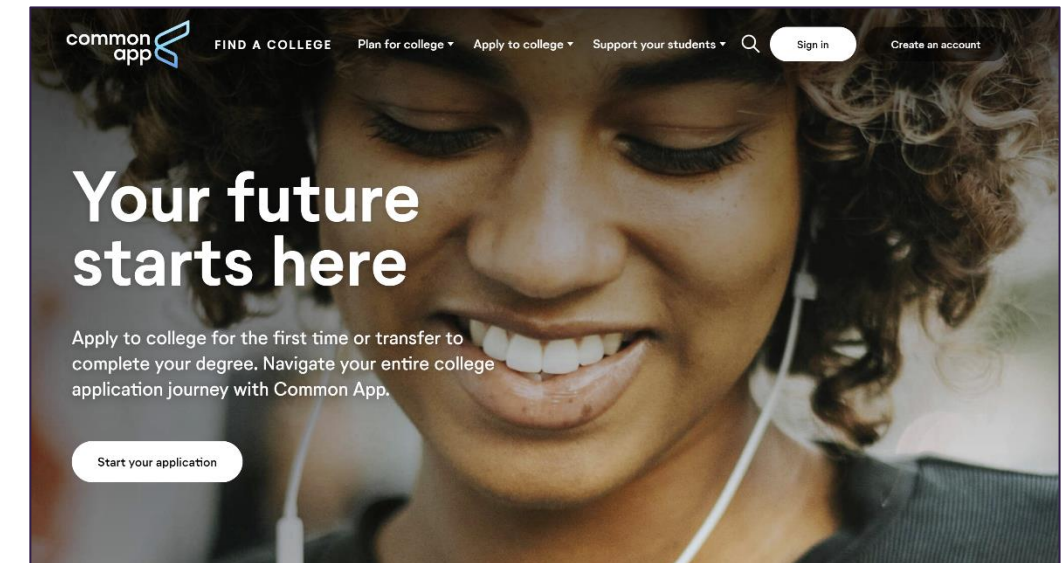 common
app
FIND A COLLEGE
Plan for college
Apply to college
Support your students
Sign in
Create an account
Your future
starts here
Apply to college for the first time or transfer to
complete your degree. Navigate your entire college
application journey with Common App.
Start your application